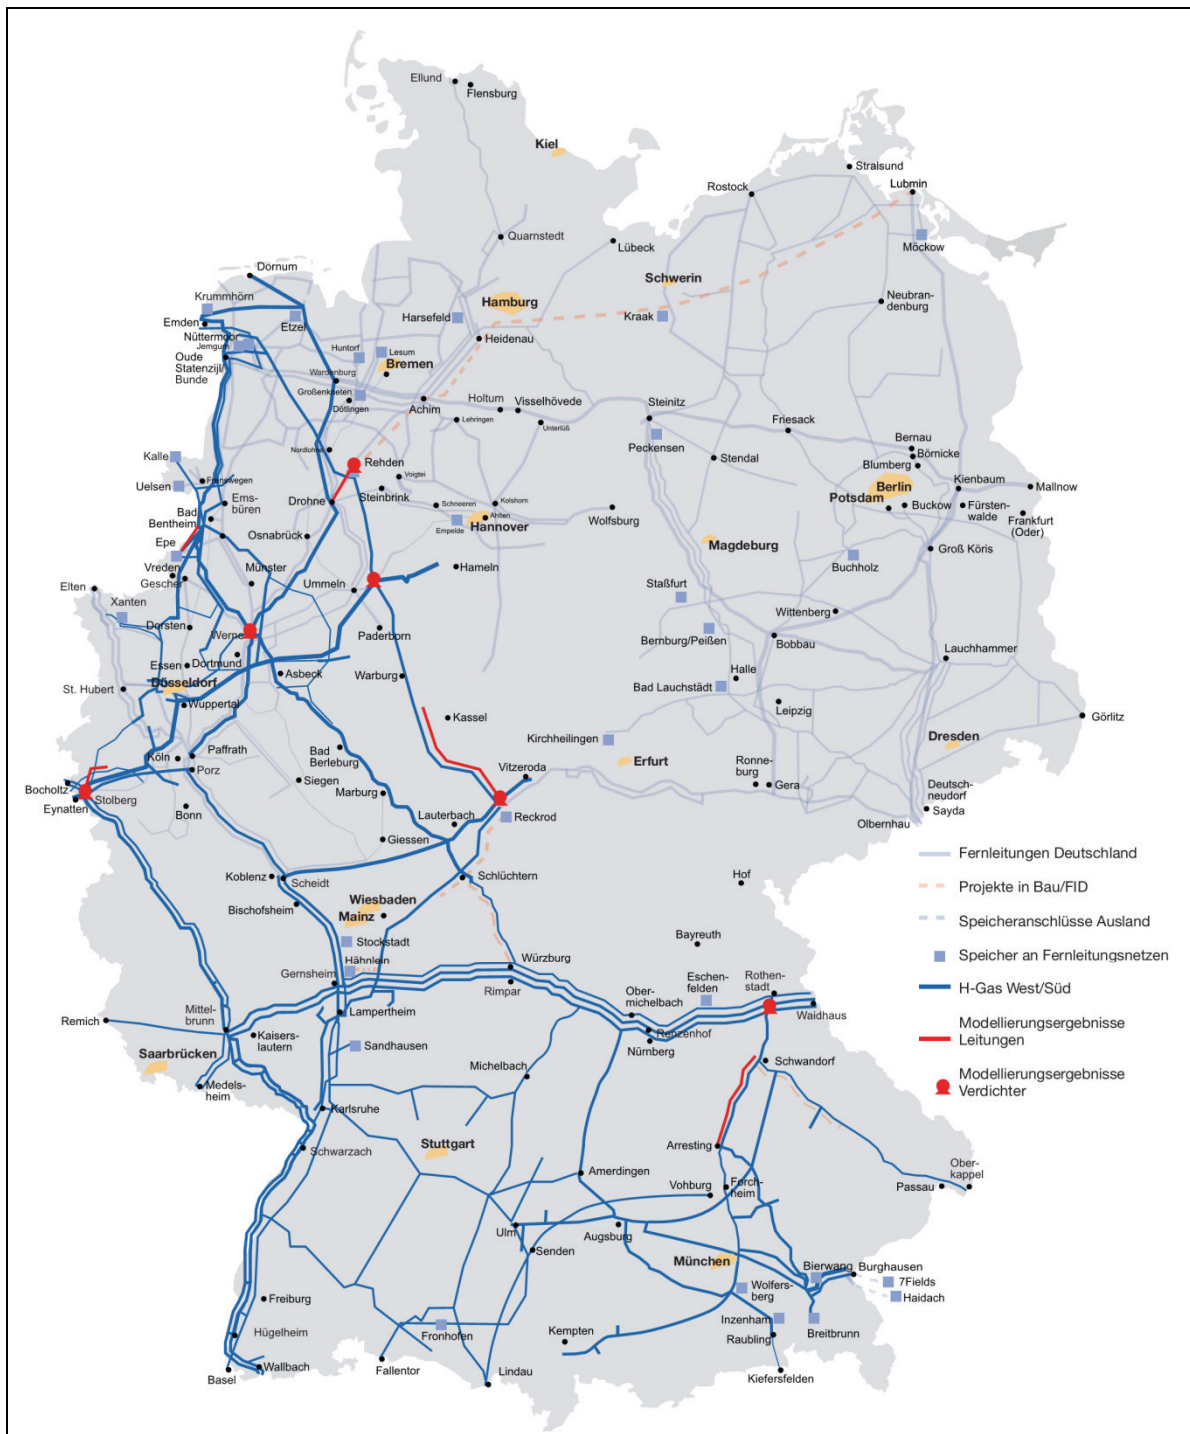 Ellund
Flensburg
Kiel
Stralsund
Rostock
Lubmin
Quarnstedt
Lübeck
Möckow
Dornum
Schwerin
Krummhörn
Hamburg
Neubran-
denburg
Emden
Etzel
Harsefeld
Kraak
Nüttermoor
Jemgum
Heidenau
Oude
Statenzijl/
Bunde
Huntorf
Lesum
Bremen
Wardenburg
Großenkneten
Dötlingen
Achim
Holtum
Visselhövede
Steinitz
Lehringen
Unterlüß
Friesack
Peckensen
Bernau
Börnicke
Blumberg
Nordlohne
Kalle
Rehden
Stendal
Frenswegen
Voigtei
Berlin
Kienbaum
Mallnow
Uelsen
Ems-
büren
Drohne
Steinbrink
Schneeren
Kolshorn
Potsdam
Buckow
Fürsten-
walde
Frankfurt
(Oder)
Bad
Bentheim
Ahlten
Empelde
Hannover
Wolfsburg
Osnabrück
Magdeburg
Epe
Groß Köris
Vreden
Gescher
Münster
Hameln
Buchholz
Elten
Ummeln
Staßfurt
Xanten
Wittenberg
Dorsten
Werne
Paderborn
Bernburg/Peißen
Bobbau
Essen
Dortmund
Lauchhammer
Asbeck
Warburg
Halle
St. Hubert
Dösseldorf
Bad Lauchstädt
Wuppertal
Leipzig
Kassel
Görlitz
Kirchheilingen
Dresden
Köln
Paffrath
Bad
Berleburg
Erfurt
Ronne-
burg
Gera
Porz
Siegen
Vitzeroda
Deutsch-
neudorf
Bocholtz
Stolberg
Marburg
Eynatten
Bonn
Lauterbach
Reckrod
Sayda
Olbernhau
Giessen
Fernleitungen Deutschland
Koblenz
Scheidt
Schlüchtern
Hof
Projekte in Bau/FID
Bischofsheim
Wiesbaden
Mainz
Speicheranschlüsse Ausland
Stockstadt
Bayreuth
Speicher an Fernleitungsnetzen
Hähnlein
Gernsheim
Würzburg
Eschen-
felden
Rothen-
stadt
H-Gas West/Süd
Rimpar
Ober-
michelbach
Waidhaus
Remich
Mittel-
brunn
Lampertheim
Modellierungsergebnisse
Leitungen
Kaisers-
lautern
Renzenhof
Nürnberg
Sandhausen
Saarbrücken
Michelbach
Schwandorf
Modellierungsergebnisse
Verdichter
Medels-
heim
Karlsruhe
Stuttgart
Arresting
Schwarzach
Amerdingen
Ober-
kappel
Vohburg
Forch-
heim
Passau
Ulm
Augsburg
Senden
München
Bierwang
Burghausen
7Fields
Haidach
Wolfers-
berg
Freiburg
Inzenham
Breitbrunn
Hügelheim
Fronhofen
Kempten
Raubling
Wallbach
Basel
Fallentor
Lindau
Kiefersfelden